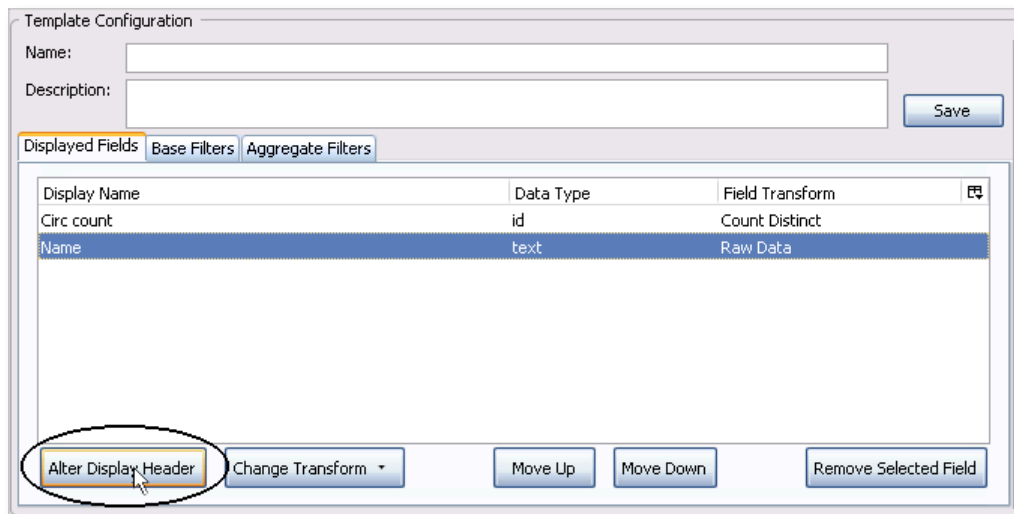 Template Configuration
Name:
Description:
Save
Displayed Fields Base Filters Aggregate Filters
Display Name Data Type Field Transform
Circ count id Count Distinct
Name text Raw Data
Alter Display Header Change Transform Move Up Move Down Remove Selected Field